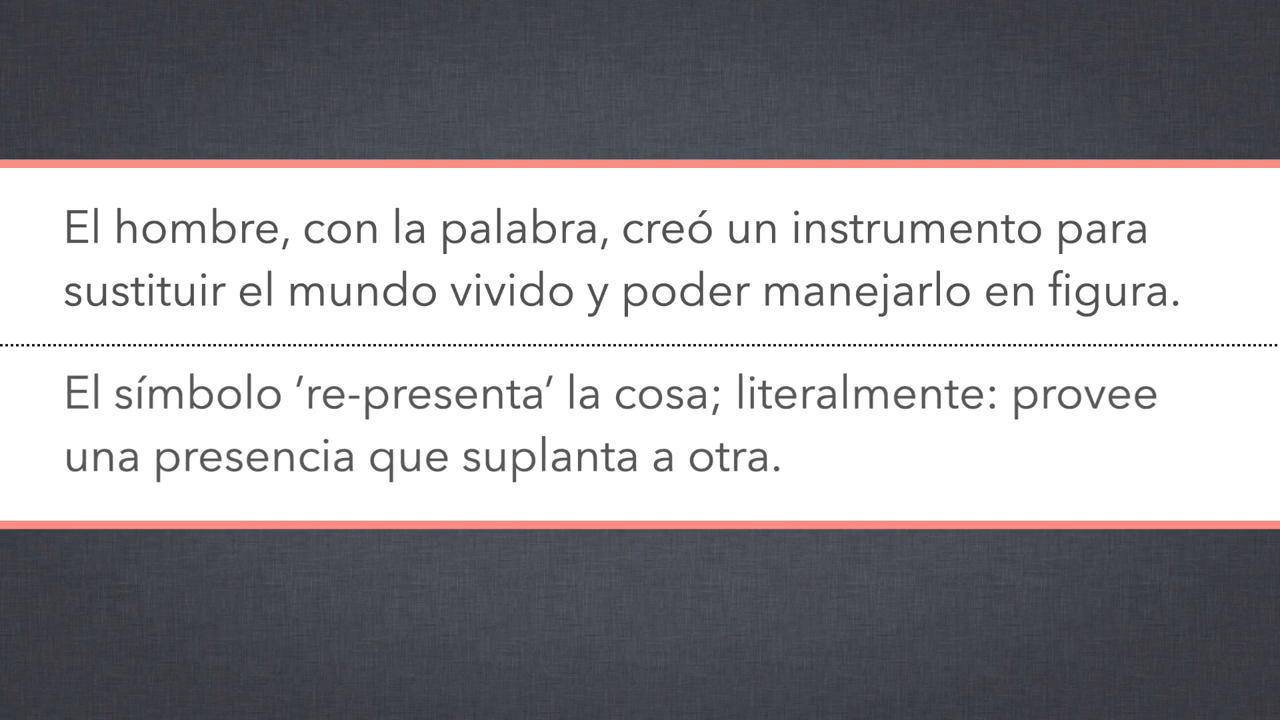 El hombre, con la palabra, creó un instrumento para
sustituir el mundo vivido y poder manejarlo en figura.
El símbolo ’re-presenta’ la cosa; literalmente: provee
una presencia que suplanta a otra.